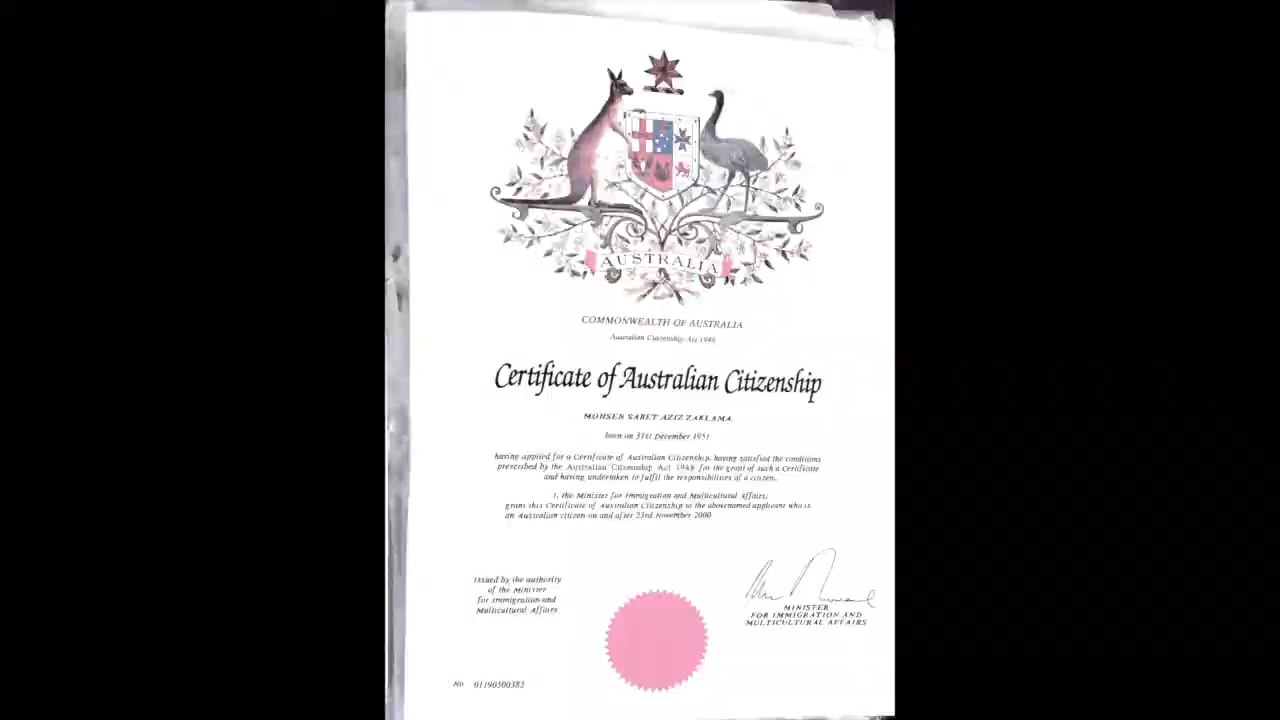 AUSTRALIA
COMMONWEALTH OF AUSTRALIA
Australian Citizenship Act 1948
Certificate of Australian Citizenship
MOHSEN SABET AZIZ ZAKLAMA
born on 31st December 1951
having applied for a Certificate of Australian Citizenship, having satisfied the conditions
prescribed by the Australian Citizenship Act 1948 for the grant of such a Certificate
and having undertaken to fulfil the responsibilities of a citizen,
I, the Minister for Immigration and Multicultural Affairs,
grant this Certificate of Australian Citizenship to the abovenamed applicant who is
an Australian citizen on and after 23rd November 2000
Issued by the authority
of the Minister
for Immigration and
Multicultural Affairs
MINISTER
FOR IMMIGRATION AND
MULTICULTURAL AFFAIRS
No 01190500382